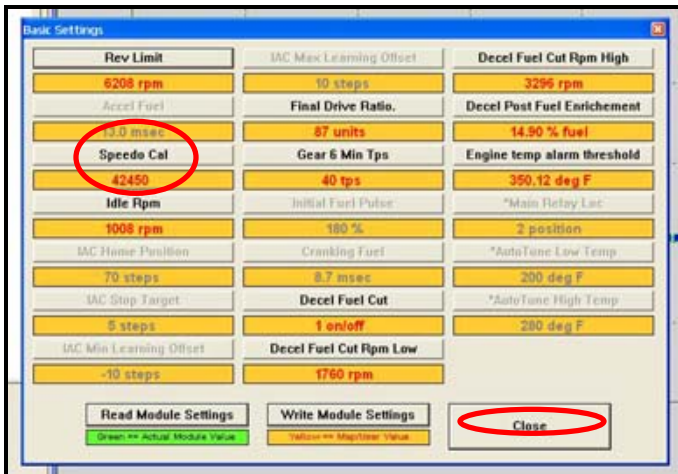 Basic Settings
Rev Limit
6208 rpm
Accel Fuel
13.0 msec
Speedo Cal
42450
Idle Rpm
1008 rpm
IAC Home Position
70 steps
IAC Stop Target
5 steps
IAC Min Learning Offset
-10 steps
IAC Max Learning Offset
10 steps
Final Drive Ratio.
87 units
Gear 6 Min Tps
40 tps
Initial Fuel Pulse
180 %
Cranking Fuel
8.7 msec
Decel Fuel Cut
1 on/off
Decel Fuel Cut Rpm Low
1760 rpm
Decel Fuel Cut Rpm High
3296 rpm
Decel Post Fuel Enrichement
14.90 % fuel
Engine temp alarm threshold
350.12 deg F
*Main Relay Loc
2 position
*AutoTune Low Temp
200 deg F
*AutoTune High Temp
280 deg F
Read Module Settings
Green == Actual Module Value
Write Module Settings
Yellow == Map/User Value
Close